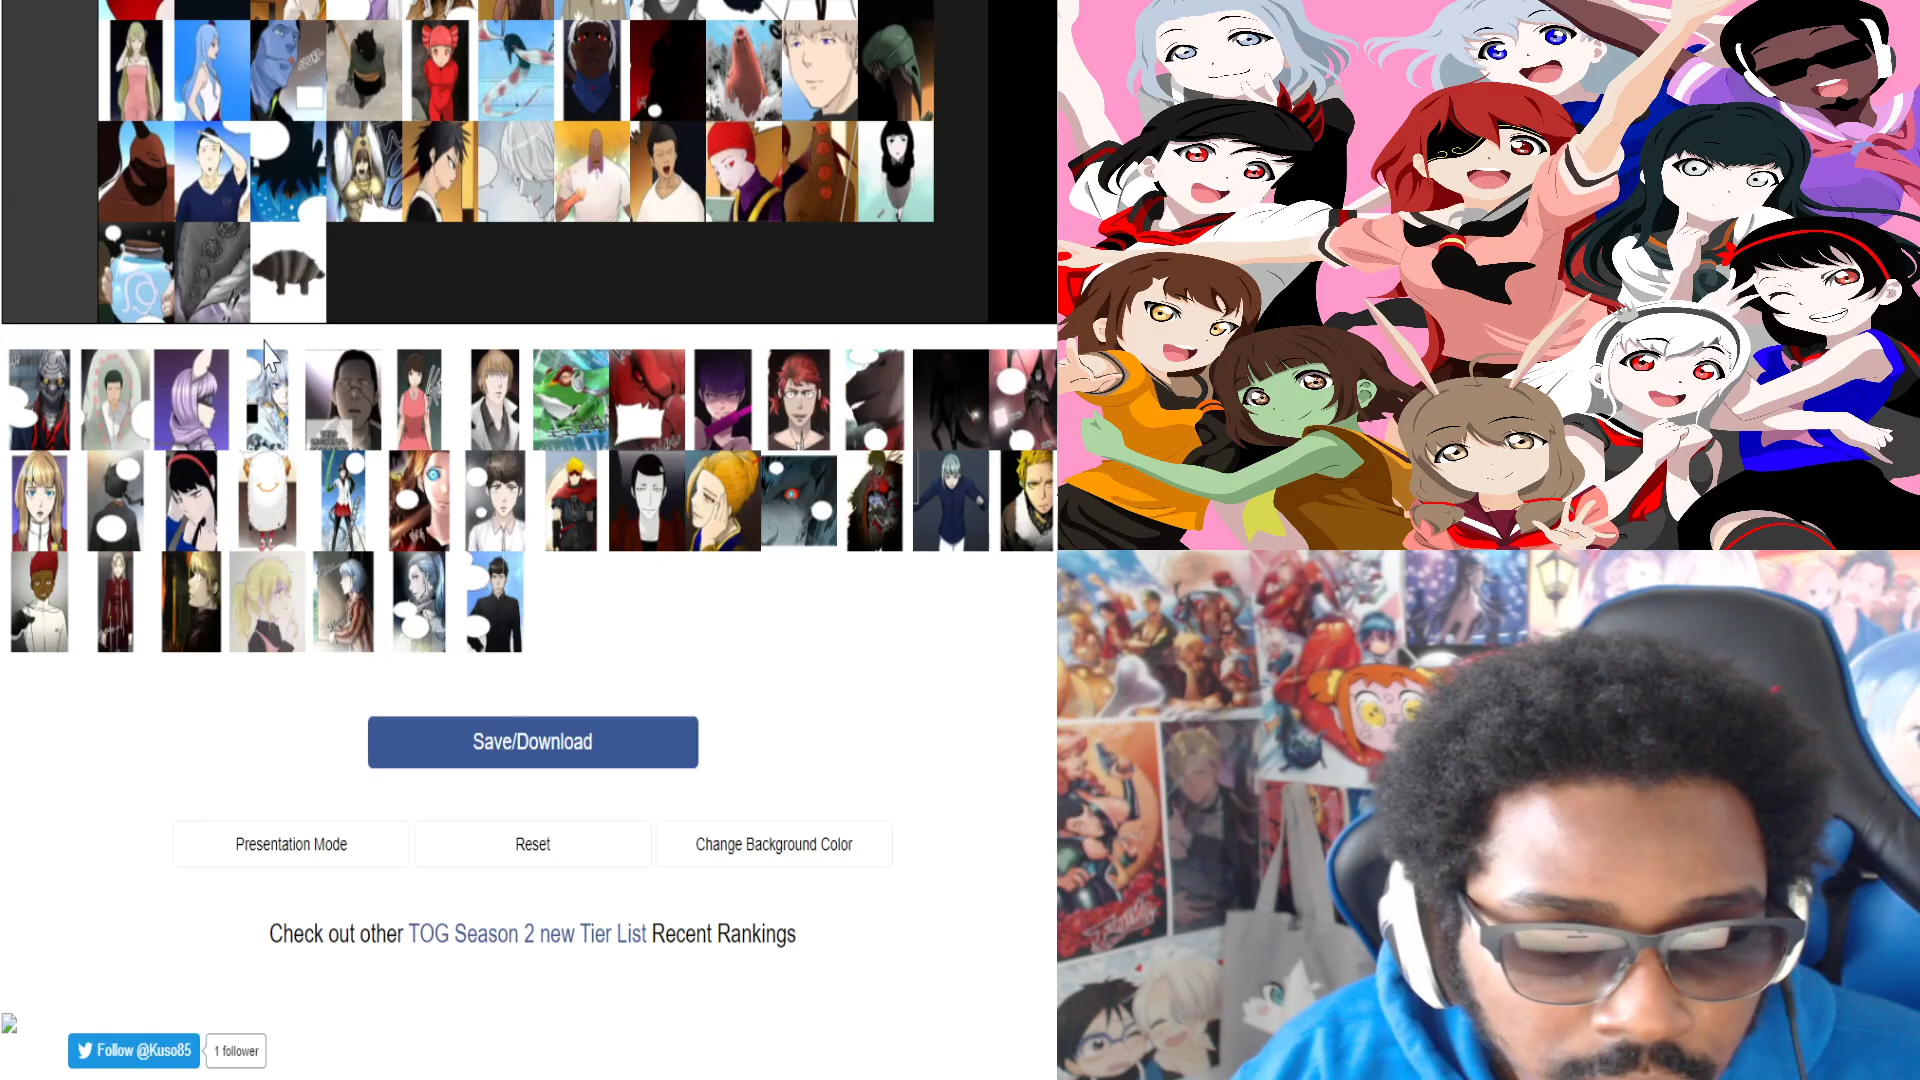 Save/Download
Presentation Mode
Reset
Change Background Color
Check out other TOG Season 2 new Tier List Recent Rankings
Follow @Kuso85
1 follower